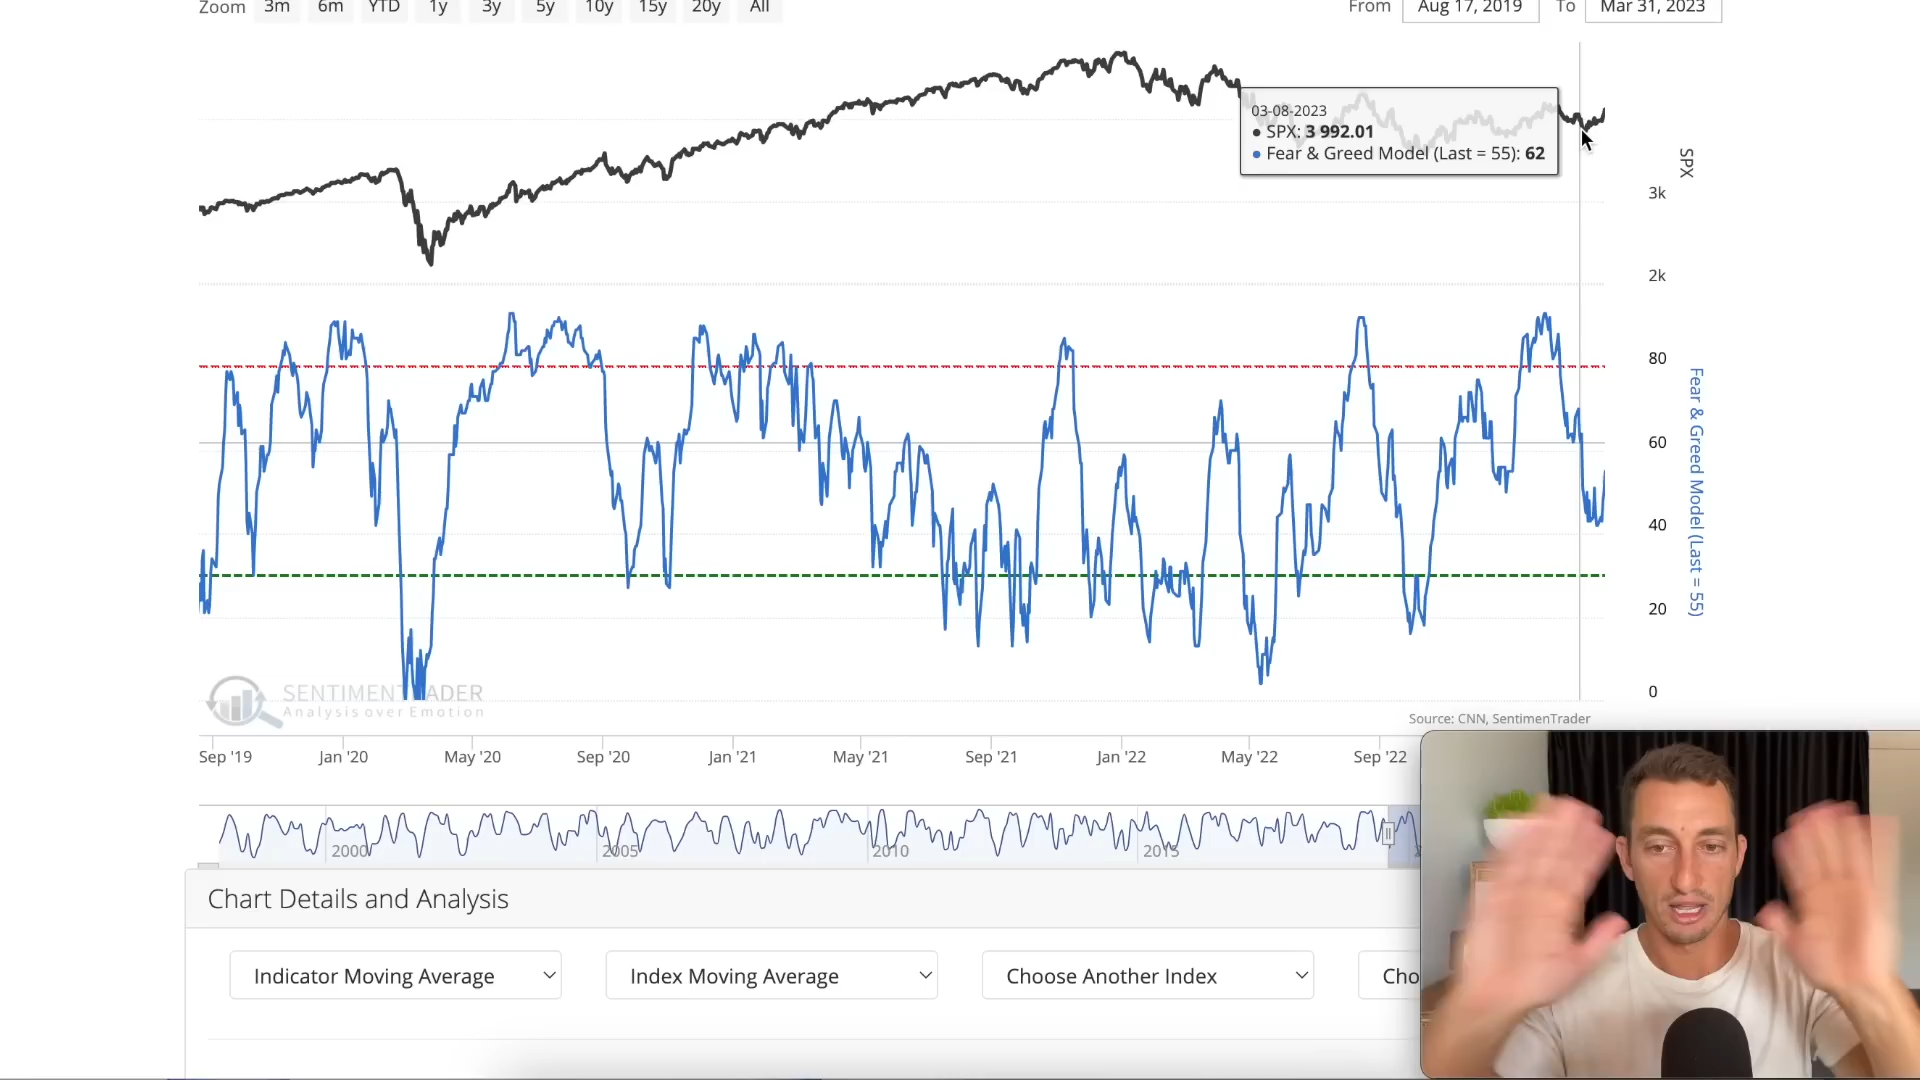 Zoom 3m 6m YTD 1y 3y 5y 10y 15y 20y All
From Aug 17, 2019 To Mar 31, 2023
03-08-2023
● SPX: 3 992.01
● Fear & Greed Model (Last = 55): 62
SPX
3k
2k
80
60
40
20
0
Fear & Greed Model (Last = 55)
SENTIMENTRADER
Analysis over Emotion
Source: CNN, SentimenTrader
Sep '19 Jan '20 May '20 Sep '20 Jan '21 May '21 Sep '21 Jan '22 May '22 Sep '22
2000 2005 2010 2015
Chart Details and Analysis
Indicator Moving Average Index Moving Average Choose Another Index Cho